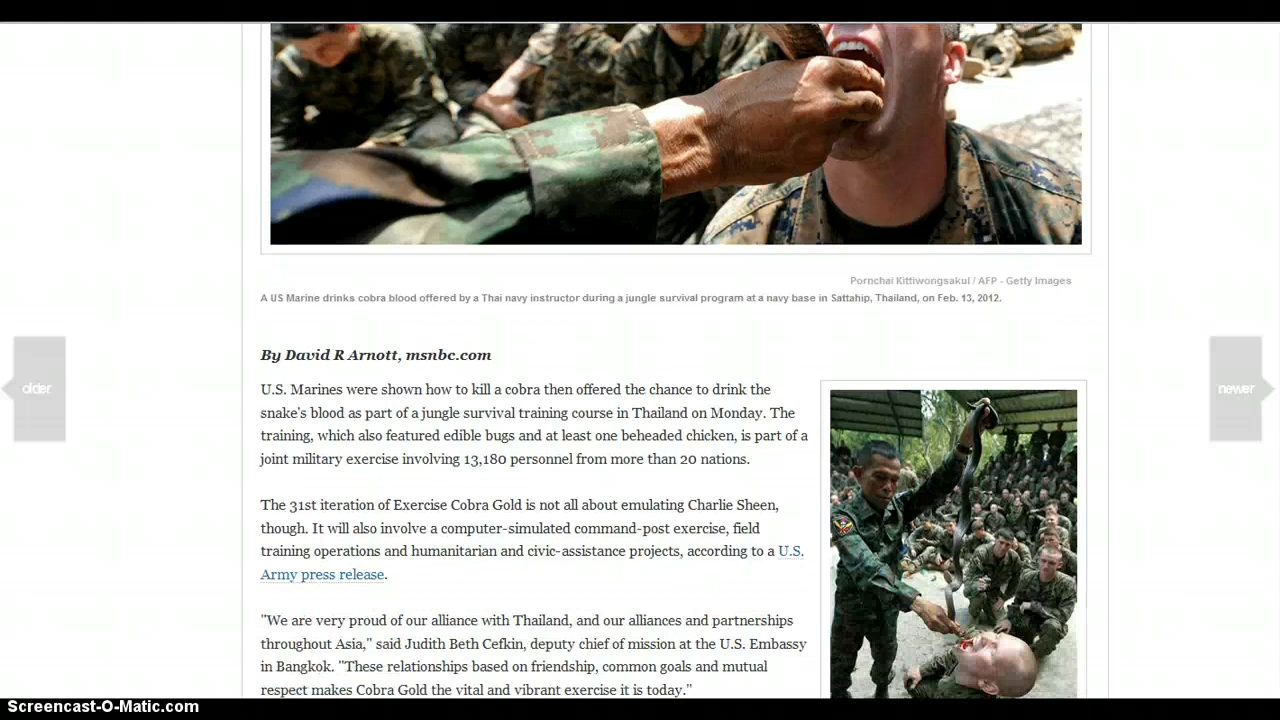 Pornchai Kittiwongsakul / AFP - Getty Images
A US Marine drinks cobra blood offered by a Thai navy instructor during a jungle survival program at a navy base in Sattahip, Thailand, on Feb. 13, 2012.
By David R Arnott, msnbc.com
U.S. Marines were shown how to kill a cobra then offered the chance to drink the
snake's blood as part of a jungle survival training course in Thailand on Monday. The
training, which also featured edible bugs and at least one beheaded chicken, is part of a
joint military exercise involving 13,180 personnel from more than 20 nations.
The 31st iteration of Exercise Cobra Gold is not all about emulating Charlie Sheen,
though. It will also involve a computer-simulated command-post exercise, field
training operations and humanitarian and civic-assistance projects, according to a U.S.
Army press release.
"We are very proud of our alliance with Thailand, and our alliances and partnerships
throughout Asia," said Judith Beth Cefkin, deputy chief of mission at the U.S. Embassy
in Bangkok. "These relationships based on friendship, common goals and mutual
respect makes Cobra Gold the vital and vibrant exercise it is today."
older
newer
Screencast-O-Matic.com